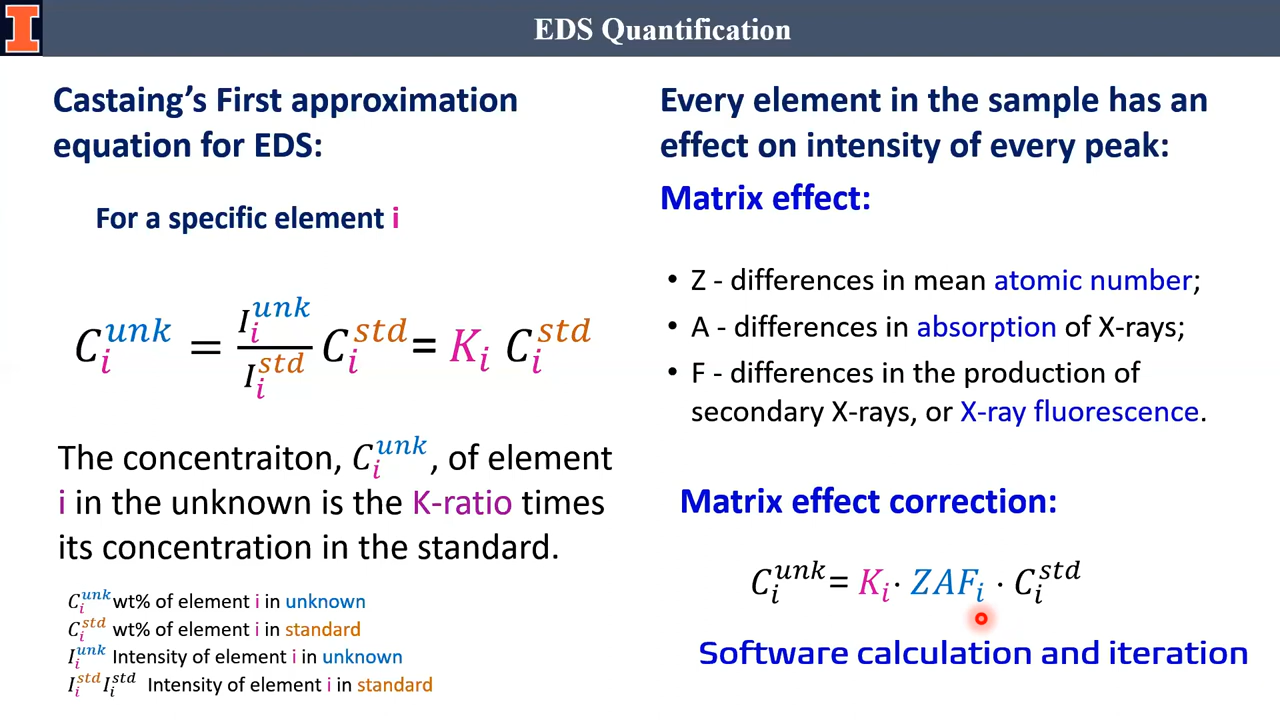 I
EDS Quantification
Castaing’s First approximation
equation for EDS:
For a specific element i
C_i^{unk} = \frac{I_i^{unk}}{I_i^{std}} C_i^{std} = K_i C_i^{std}
The concentraiton, C_i^{unk}, of element
i in the unknown is the K-ratio times
its concentration in the standard.
C_i^{unk} wt% of element i in unknown
C_i^{std} wt% of element i in standard
I_i^{unk} Intensity of element i in unknown
I_i^{std} I_i^{std} Intensity of element i in standard
Every element in the sample has an
effect on intensity of every peak:
Matrix effect:
• Z - differences in mean atomic number;
• A - differences in absorption of X-rays;
• F - differences in the production of
secondary X-rays, or X-ray fluorescence.
Matrix effect correction:
C_i^{unk} = K_i · ZAF_i · C_i^{std}
Software calculation and iteration